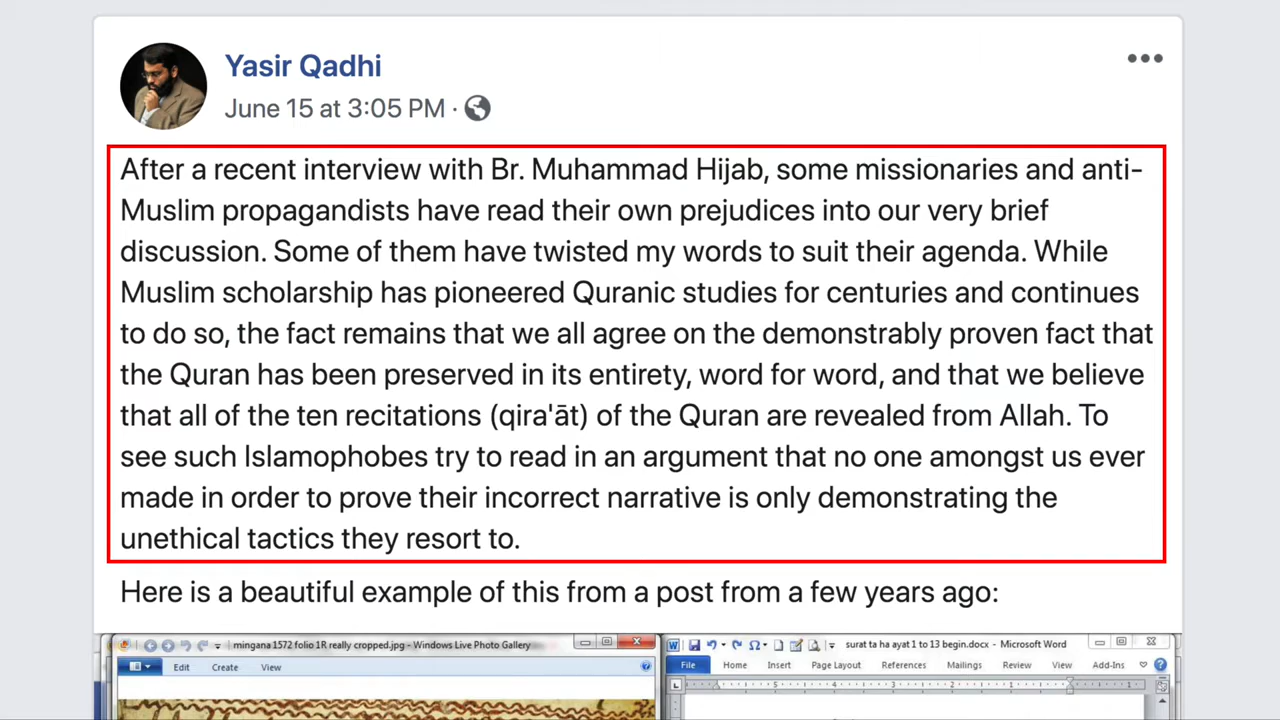 Yasir Qadhi
June 15 at 3:05 PM ·
After a recent interview with Br. Muhammad Hijab, some missionaries and anti-
Muslim propagandists have read their own prejudices into our very brief
discussion. Some of them have twisted my words to suit their agenda. While
Muslim scholarship has pioneered Quranic studies for centuries and continues
to do so, the fact remains that we all agree on the demonstrably proven fact that
the Quran has been preserved in its entirety, word for word, and that we believe
that all of the ten recitations (qira'āt) of the Quran are revealed from Allah. To
see such Islamophobes try to read in an argument that no one amongst us ever
made in order to prove their incorrect narrative is only demonstrating the
unethical tactics they resort to.
Here is a beautiful example of this from a post from a few years ago:
mingana 1572 folio 1R really cropped.jpg - Windows Live Photo Gallery
Edit Create View
surat ta ha ayat 1 to 13 begin.docx - Microsoft Word
File Home Insert Page Layout References Mailings Review View Add-Ins